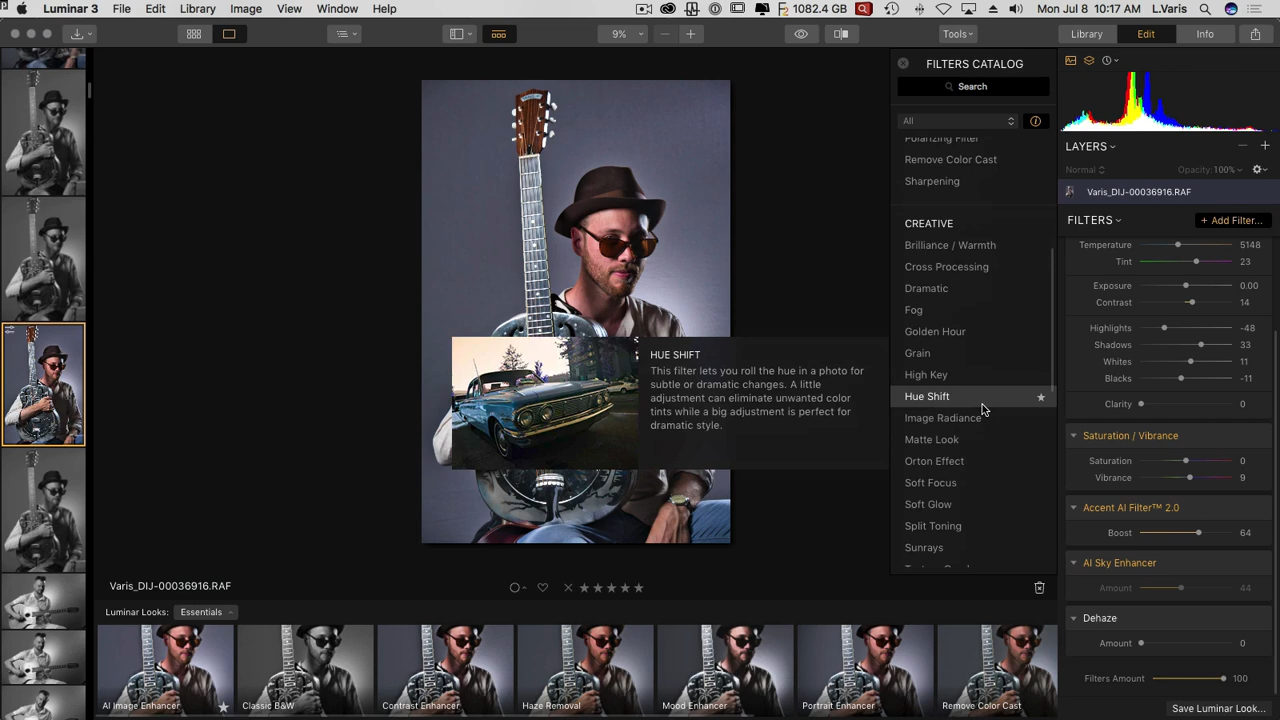 Luminar 3 File Edit Library Image View Window Help 1082.4 GB Mon Jul 8 10:17 AM L.Varis
9% Tools Library Edit Info
FILTERS CATALOG
Search
All
Polarizing Filter
Remove Color Cast
Sharpening
CREATIVE
Brilliance / Warmth
Cross Processing
Dramatic
Fog
Golden Hour
Grain
High Key
Hue Shift
Image Radiance
Matte Look
Orton Effect
Soft Focus
Soft Glow
Split Toning
Sunrays
HUE SHIFT
This filter lets you roll the hue in a photo for
subtle or dramatic changes. A little
adjustment can eliminate unwanted color
tints while a big adjustment is perfect for
dramatic style.
LAYERS
Normal Opacity: 100%
Varis_DIJ-00036916.RAF
FILTERS + Add Filter...
Temperature 5148
Tint 23
Exposure 0.00
Contrast 14
Highlights -48
Shadows 33
Whites 11
Blacks -11
Clarity 0
Saturation / Vibrance
Saturation 0
Vibrance 9
Accent AI Filter™ 2.0
Boost 64
AI Sky Enhancer
Amount 44
Dehaze
Amount 0
Filters Amount 100
Save Luminar Look...
Varis_DIJ-00036916.RAF
Luminar Looks: Essentials
AI Image Enhancer Classic B&W Contrast Enhancer Haze Removal Mood Enhancer Portrait Enhancer Remove Color Cast